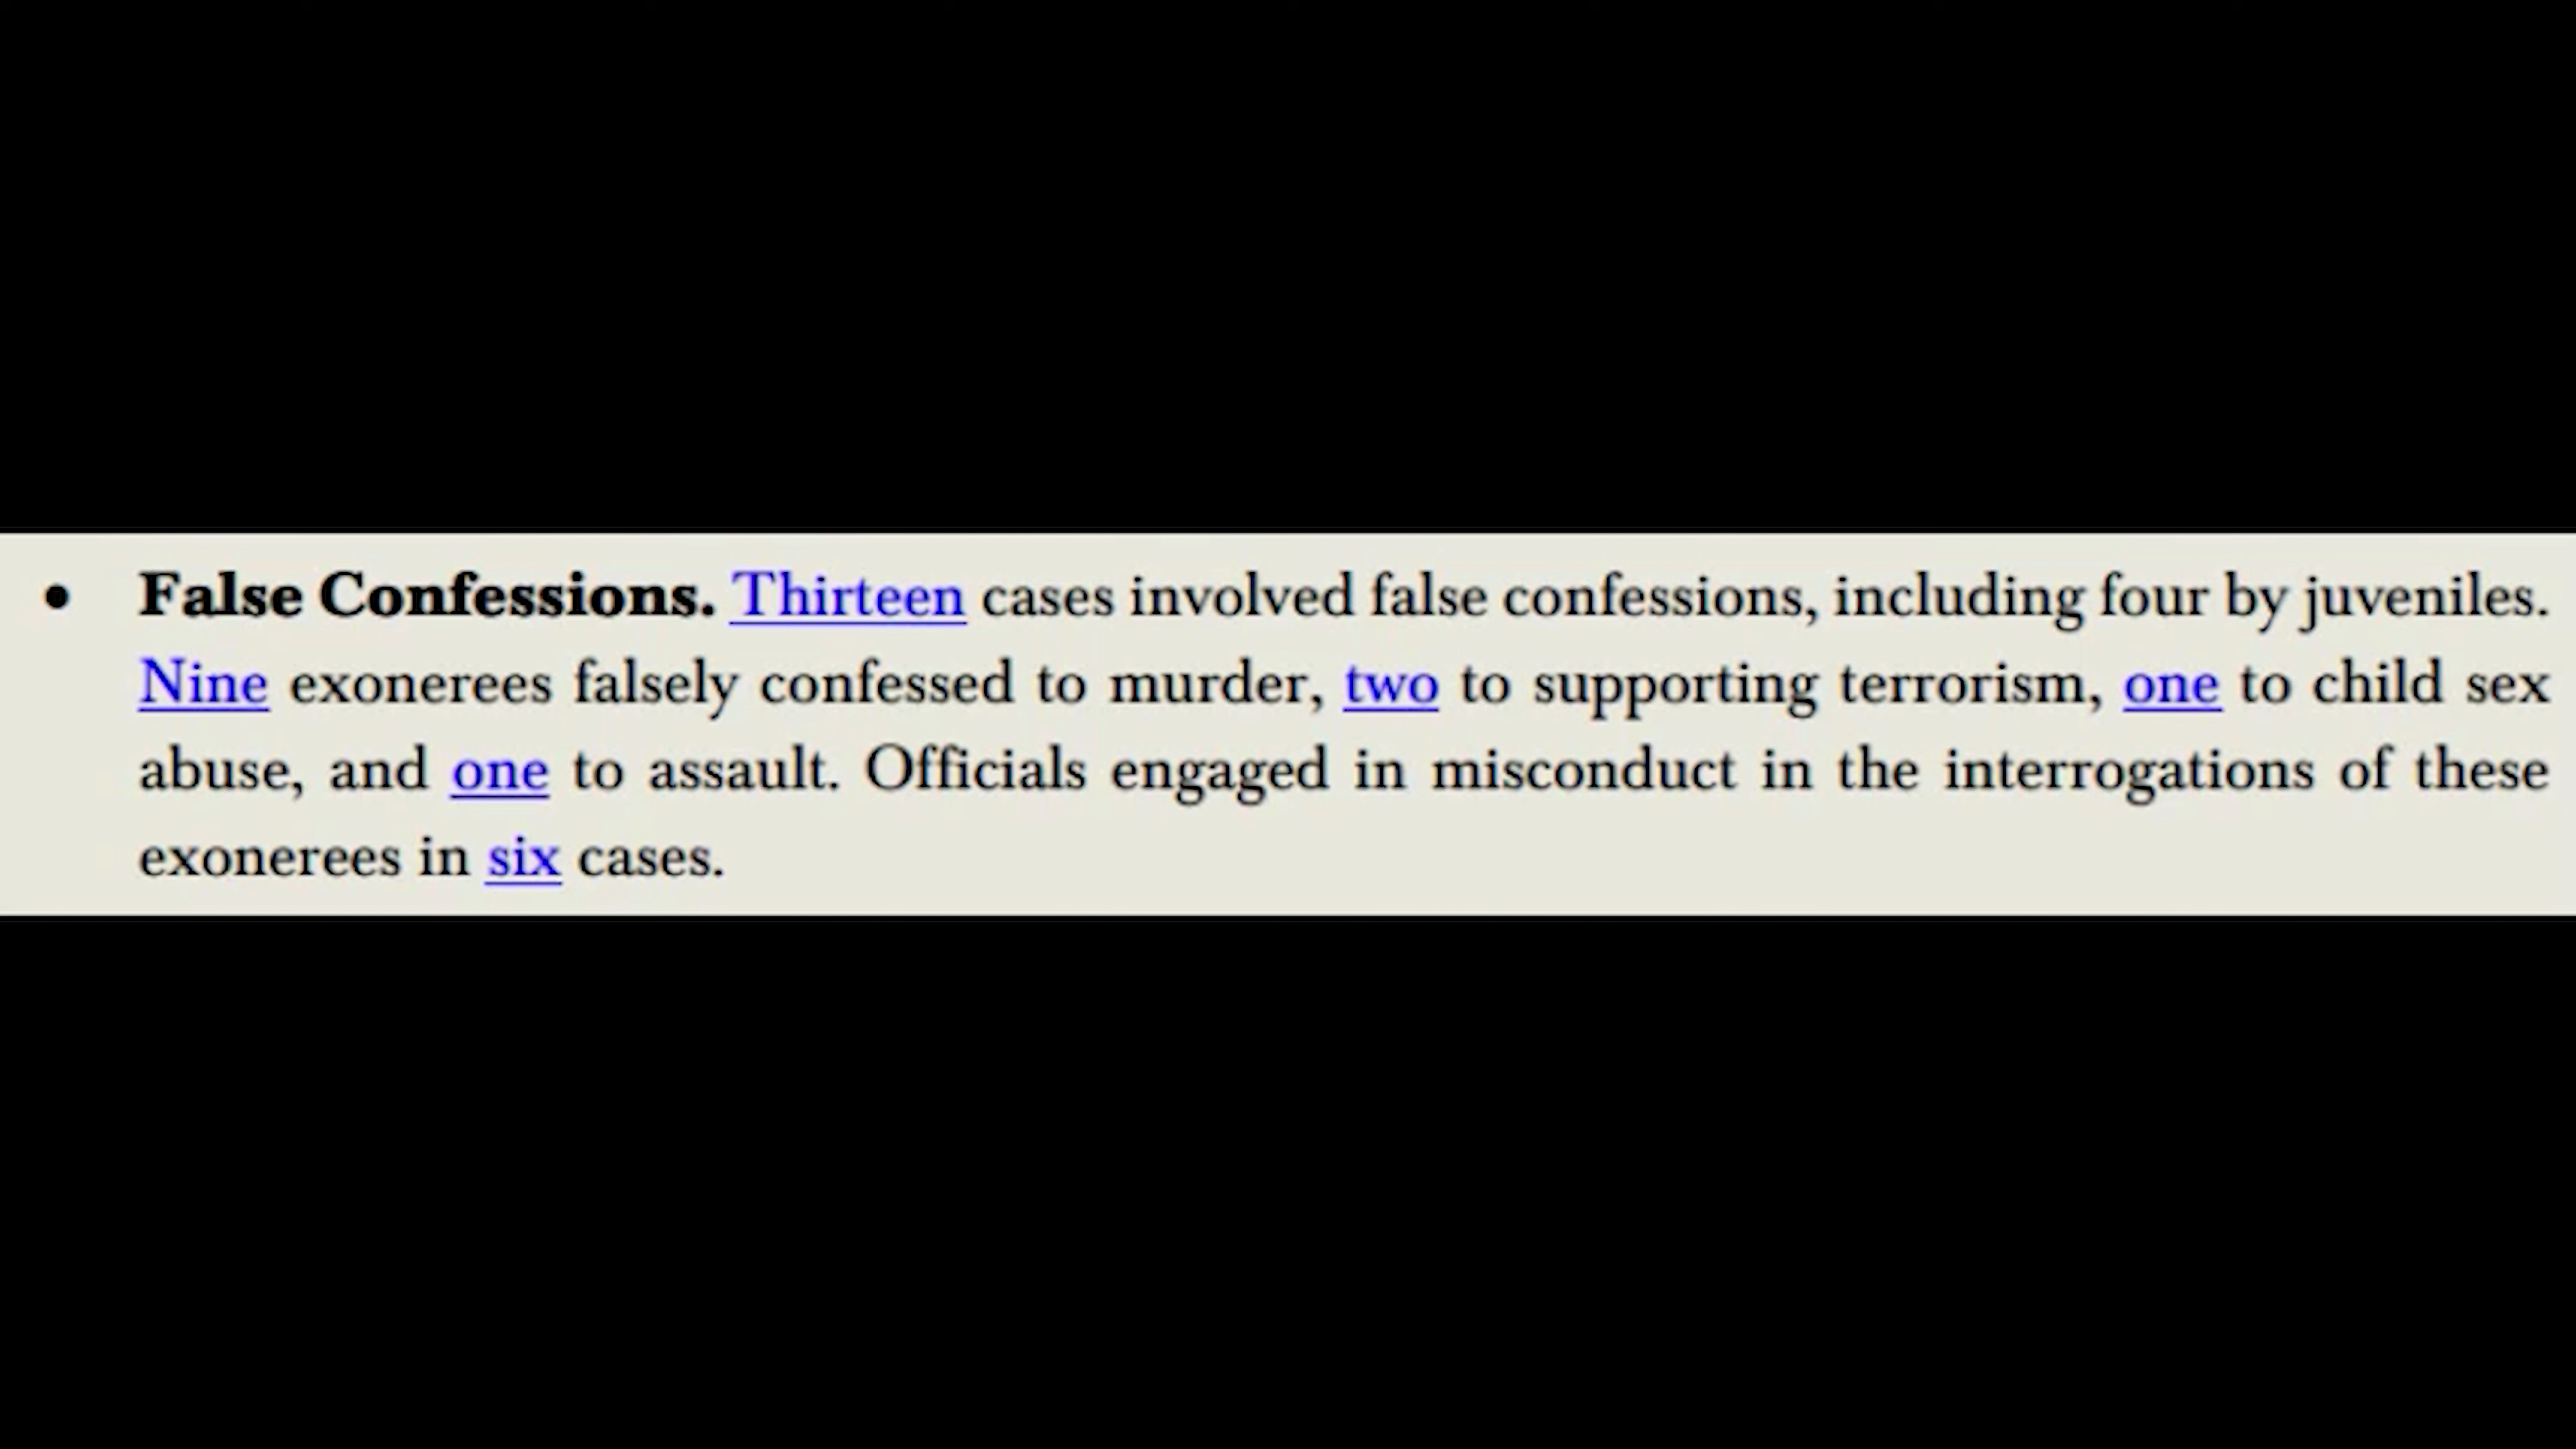 • False Confessions. Thirteen cases involved false confessions, including four by juveniles.
Nine exonerees falsely confessed to murder, two to supporting terrorism, one to child sex
abuse, and one to assault. Officials engaged in misconduct in the interrogations of these
exonerees in six cases.